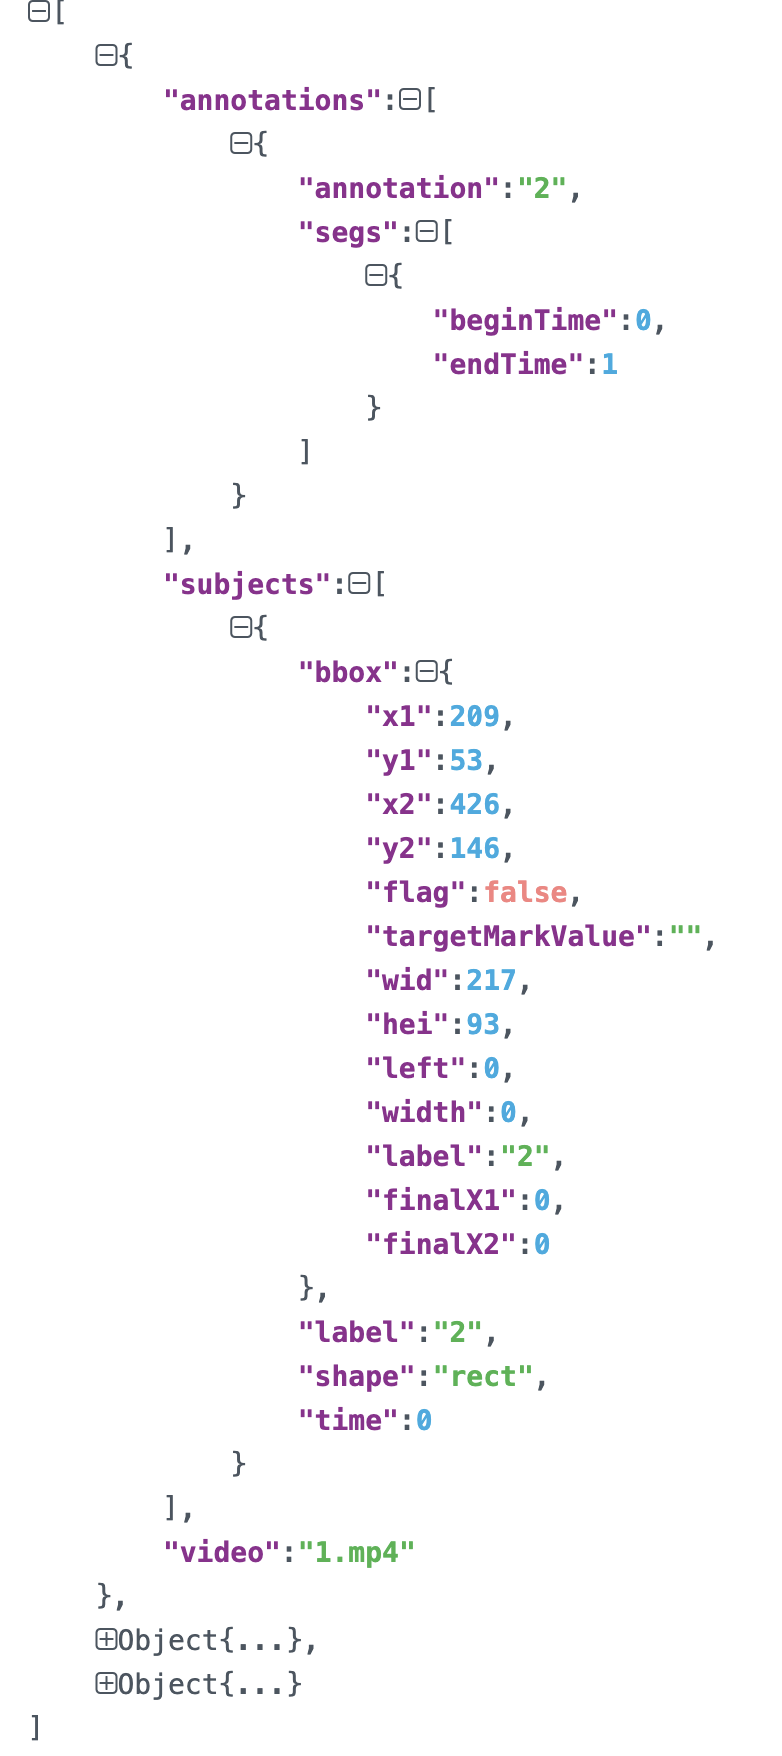 [
{
"annotations":[
{
"annotation":"2",
"segs":[
{
"beginTime":0,
"endTime":1
}
]
}
],
"subjects":[
{
"bbox":{
"x1":209,
"y1":53,
"x2":426,
"y2":146,
"flag":false,
"targetMarkValue":"",
"wid":217,
"hei":93,
"left":0,
"width":0,
"label":"2",
"finalX1":0,
"finalX2":0
},
"label":"2",
"shape":"rect",
"time":0
}
],
"video":"1.mp4"
},
Object{...},
Object{...}
]